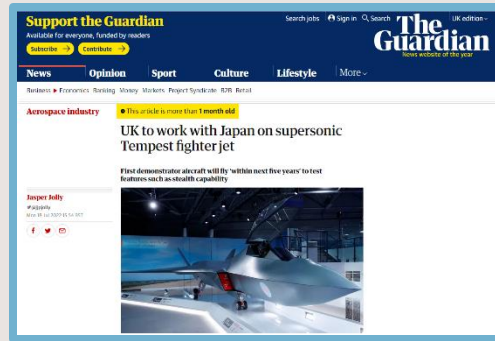 Support the Guardian
Available for everyone, funded by readers
Subscribe →
Contribute →
Search jobs
Sign in
Search
UK edition
The Guardian
News website of the year
News
Opinion
Sport
Culture
Lifestyle
More
Business
Economics
Banking
Money
Markets
Project Syndicate
B2B
Retail
Aerospace industry
This article is more than 1 month old
UK to work with Japan on supersonic
Tempest fighter jet
First demonstrator aircraft will fly 'within next five years' to test
features such as stealth capability
Jasper Jolly